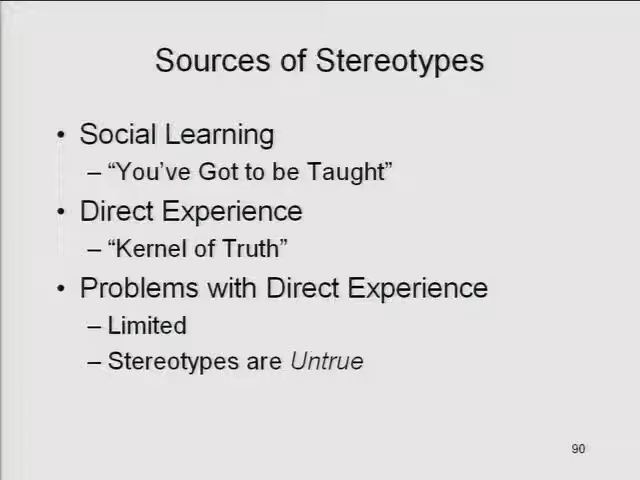 Sources of Stereotypes
• Social Learning
– “You’ve Got to be Taught”
• Direct Experience
– “Kernel of Truth”
• Problems with Direct Experience
– Limited
– Stereotypes are Untrue
90